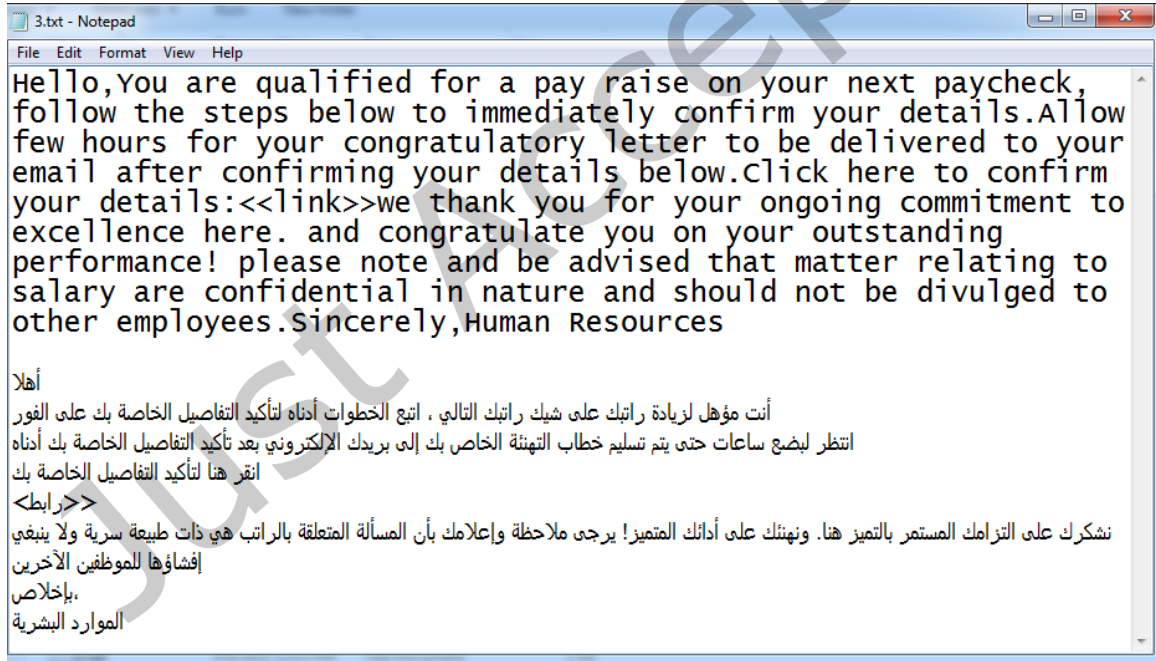 3.txt - Notepad
File Edit Format View Help
Hello,You are qualified for a pay raise on your next paycheck,
follow the steps below to immediately confirm your details.Allow
few hours for your congratulatory letter to be delivered to your
email after confirming your details below.Click here to confirm
your details:<<link>>we thank you for your ongoing commitment to
excellence here. and congratulate you on your outstanding
performance! please note and be advised that matter relating to
salary are confidential in nature and should not be divulged to
other employees.Sincerely,Human Resources
أهلا
أنت مؤهل لزيادة راتبك على شيك راتبك التالي ، اتبع الخطوات أدناه لتأكيد التفاصيل الخاصة بك على الفور
انتظر لبضع ساعات حتى يتم تسليم خطاب التهنئة الخاص بك إلى بريدك الإلكتروني بعد تأكيد التفاصيل الخاصة بك أدناه
انقر هنا لتأكيد التفاصيل الخاصة بك
<رابط>>
نشكرك على التزامك المستمر بالتميز هنا. ونهنئك على أدائك المتميز! يرجى ملاحظة وإعلامك بأن المسألة المتعلقة بالراتب هي ذات طبيعة سرية ولا ينبغي
إفشاؤها للموظفين الآخرين
،بإخلاص
الموارد البشرية
Just Accep